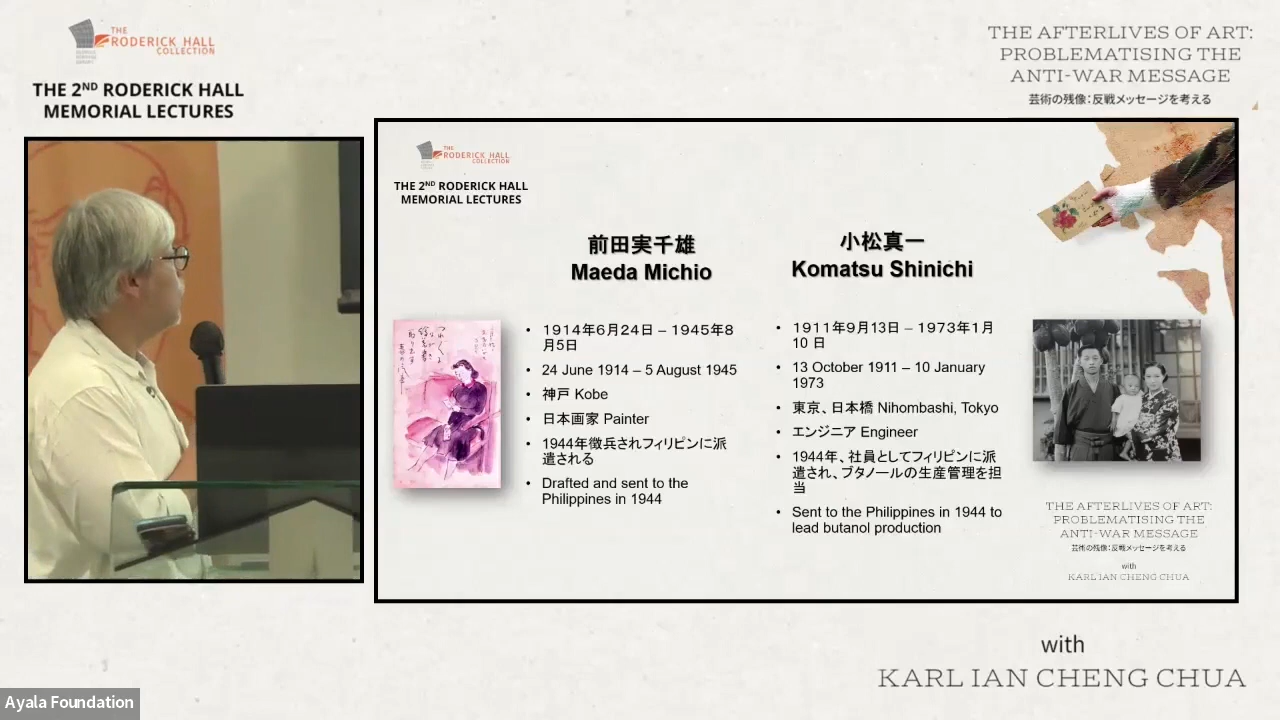 THE
RODERICK HALL
COLLECTION
THE 2ND RODERICK HALL
MEMORIAL LECTURES
THE AFTERLIVES OF ART:
PROBLEMATISING THE
ANTI-WAR MESSAGE
芸術の残像：反戦メッセージを考える
THE
RODERICK HALL
COLLECTION
THE 2ND RODERICK HALL
MEMORIAL LECTURES
前田実千雄
Maeda Michio
• 1914年6月24日 – 1945年8
月5日
• 24 June 1914 – 5 August 1945
• 神戸 Kobe
• 日本画家 Painter
• 1944年徴兵されフィリピンに派
遣される
• Drafted and sent to the
Philippines in 1944
小松真一
Komatsu Shinichi
• 1911年9月13日 – 1973年1月
10 日
• 13 October 1911 – 10 January
1973
• 東京、日本橋 Nihombashi, Tokyo
• エンジニア Engineer
• 1944年、社員としてフィリピンに派
遣され、ブタノールの生産管理を担
当
• Sent to the Philippines in 1944 to
lead butanol production
THE AFTERLIVES OF ART:
PROBLEMATISING THE
ANTI-WAR MESSAGE
芸術の残像：反戦メッセージを考える
with
KARL IAN CHENG CHUA
with
KARL IAN CHENG CHUA
Ayala Foundation